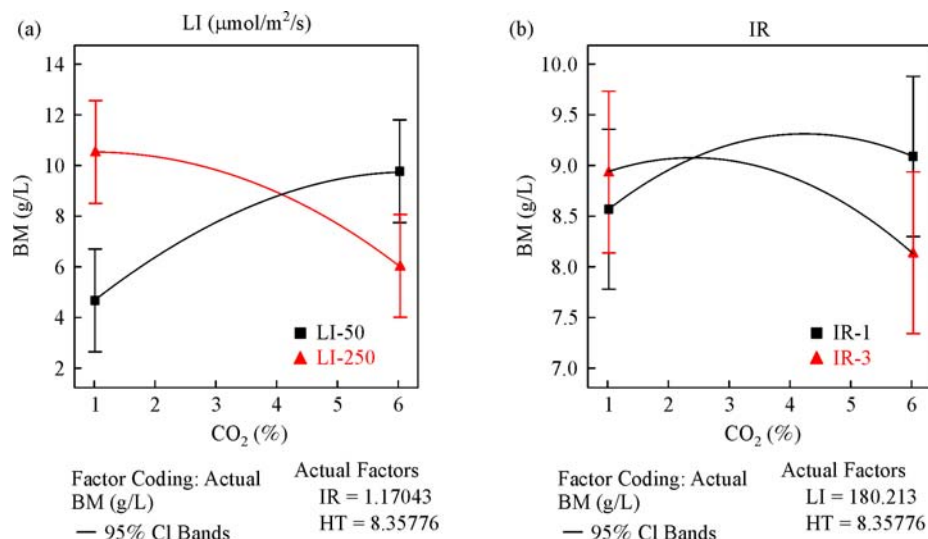 (a)
LI (μmol/m²/s)
14
12
10
8
6
4
2
BM (g/L)
LI-50
LI-250
1 2 3 4 5 6
CO₂ (%)
Factor Coding: Actual
BM (g/L)
— 95% Cl Bands
Actual Factors
IR = 1.17043
HT = 8.35776
(b)
IR
10.0
9.5
9.0
8.5
8.0
7.5
7.0
BM (g/L)
IR-1
IR-3
1 2 3 4 5 6
CO₂ (%)
Factor Coding: Actual
BM (g/L)
— 95% Cl Bands
Actual Factors
LI = 180.213
HT = 8.35776